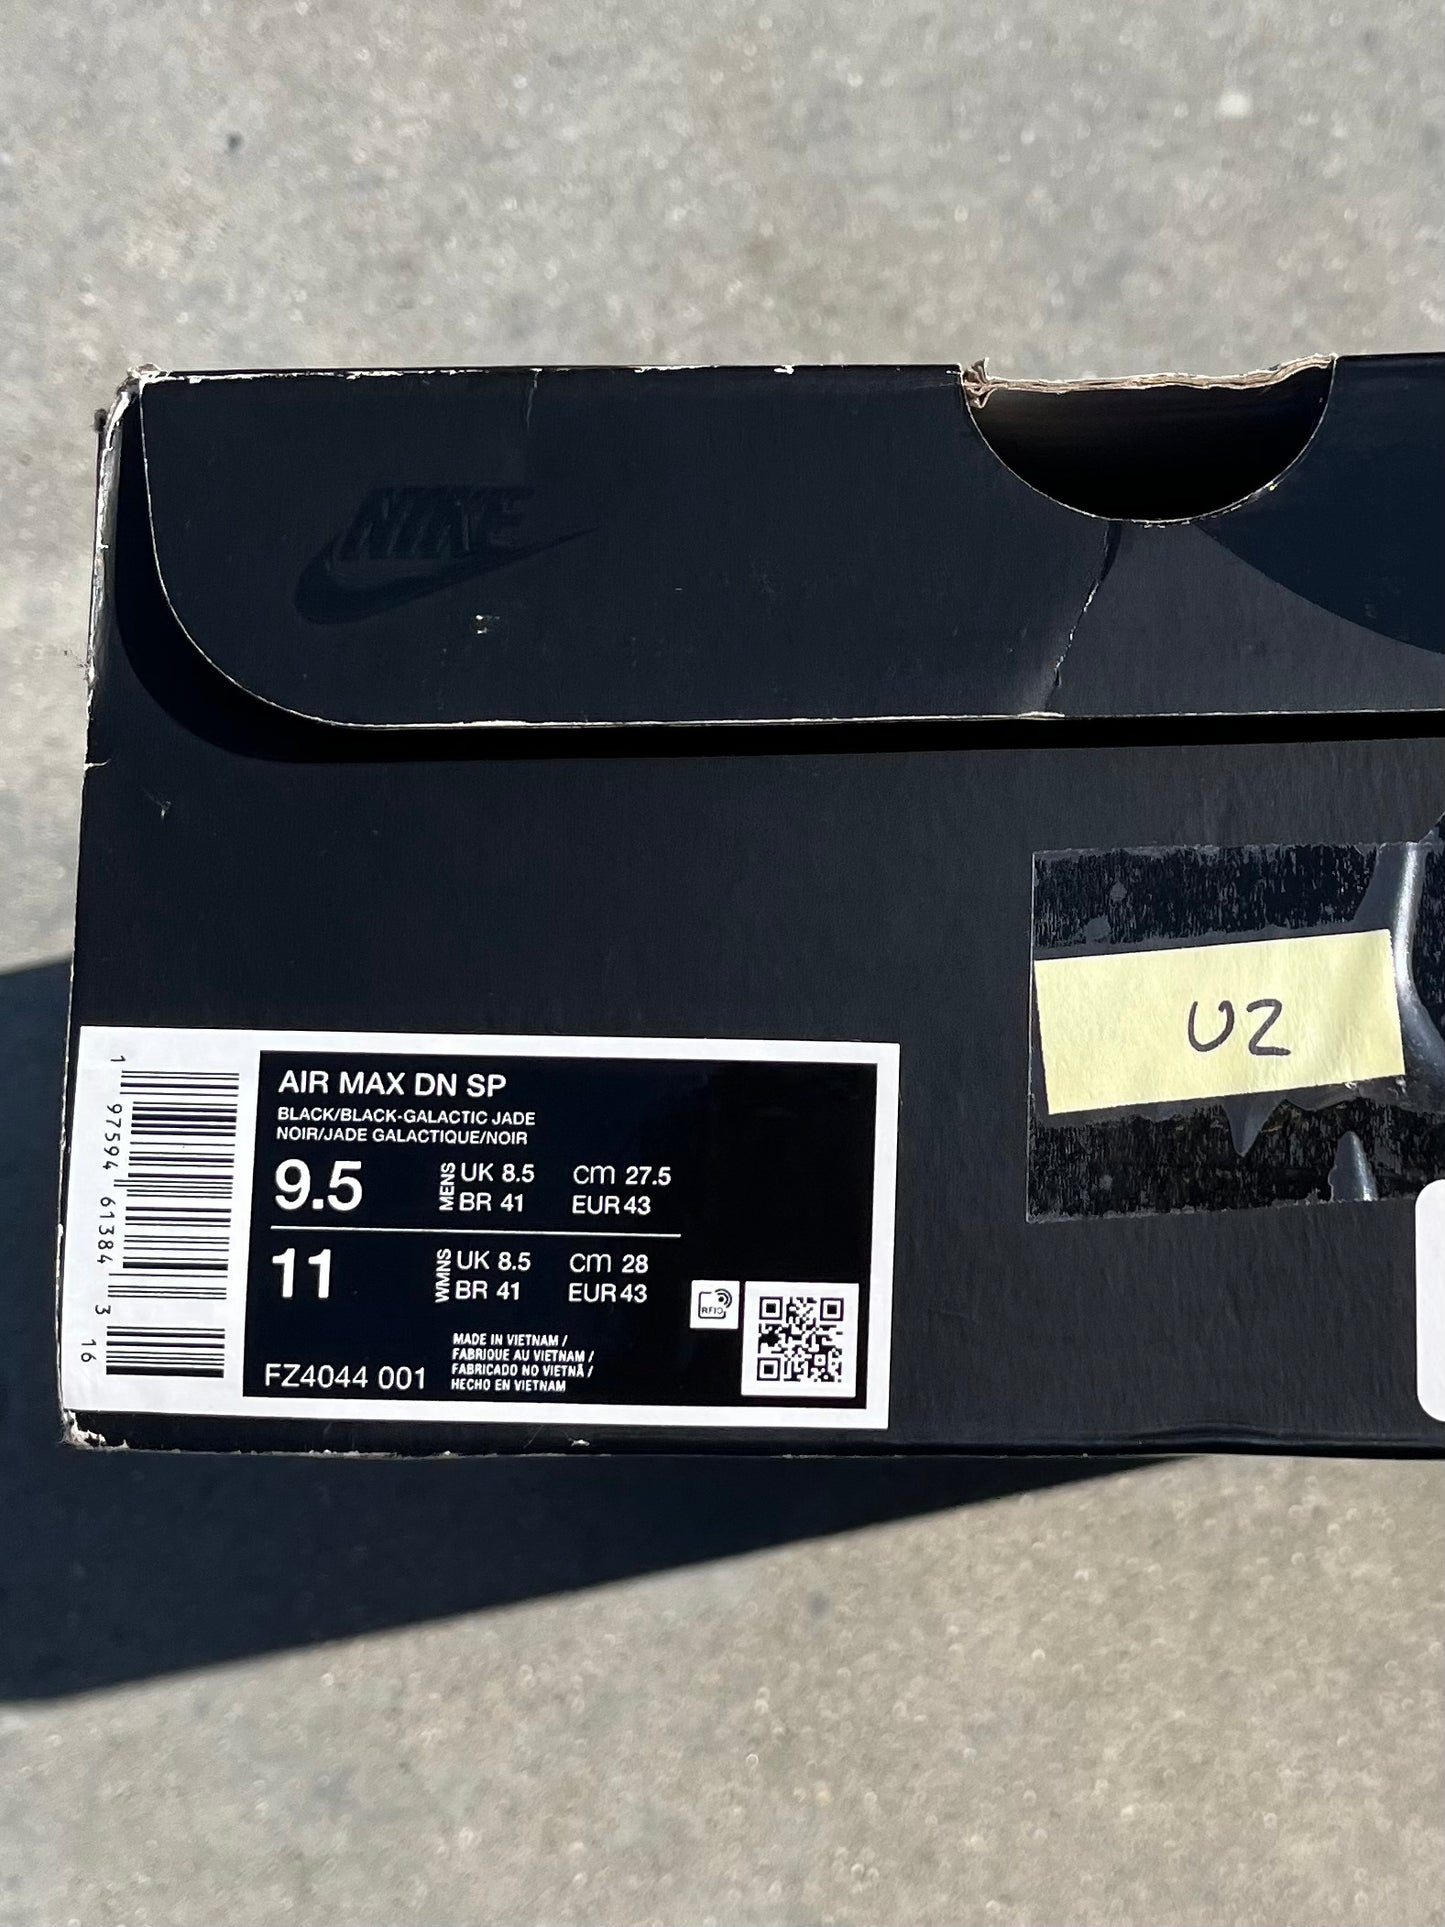 NIKE
UZ
AIR MAX DN SP
BLACK/BLACK-GALACTIC JADE
NOIR/JADE GALACTIQUE/NOIR
9.5 MENS UK 8.5 cm 27.5
BR 41 EUR 43
11 WMNS UK 8.5 cm 28
BR 41 EUR 43
RFID
MADE IN VIETNAM /
FABRIQUE AU VIETNAM /
FABRICADO NO VIETNÃ /
HECHO EN VIETNAM
FZ4044 001
1 97594 61384 3 16